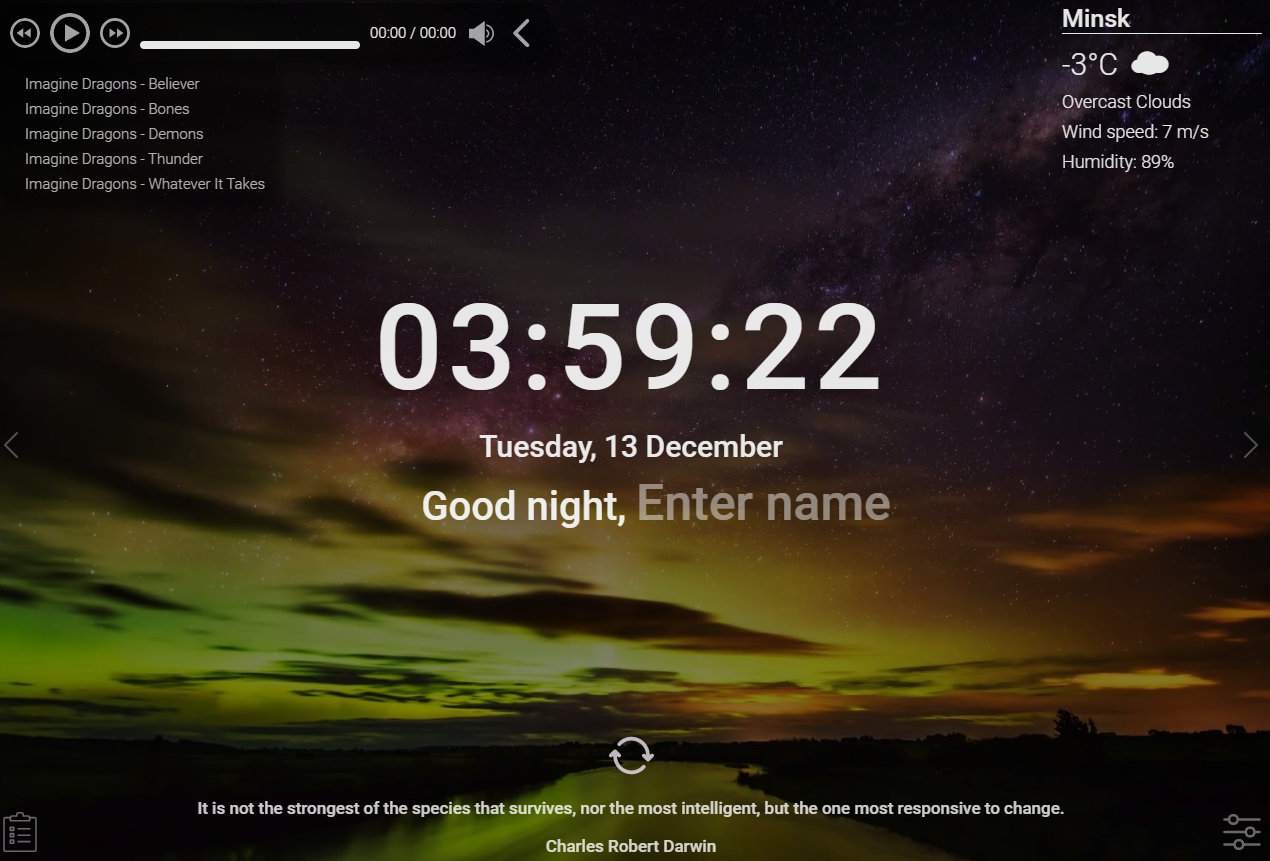 00:00 / 00:00
Imagine Dragons - Believer
Imagine Dragons - Bones
Imagine Dragons - Demons
Imagine Dragons - Thunder
Imagine Dragons - Whatever It Takes
Minsk
-3°C
Overcast Clouds
Wind speed: 7 m/s
Humidity: 89%
03:59:22
Tuesday, 13 December
Good night, Enter name
It is not the strongest of the species that survives, nor the most intelligent, but the one most responsive to change.
Charles Robert Darwin